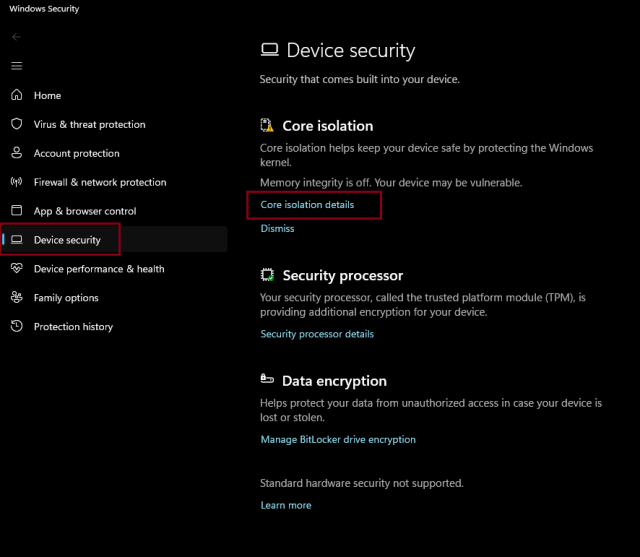 Windows Security
Home
Virus & threat protection
Account protection
Firewall & network protection
App & browser control
Device security
Device performance & health
Family options
Protection history
Device security
Security that comes built into your device.
Core isolation
Core isolation helps keep your device safe by protecting the Windows
kernel.
Memory integrity is off. Your device may be vulnerable.
Core isolation details
Dismiss
Security processor
Your security processor, called the trusted platform module (TPM), is
providing additional encryption for your device.
Security processor details
Data encryption
Helps protect your data from unauthorized access in case your device is
lost or stolen.
Manage BitLocker drive encryption
Standard hardware security not supported.
Learn more